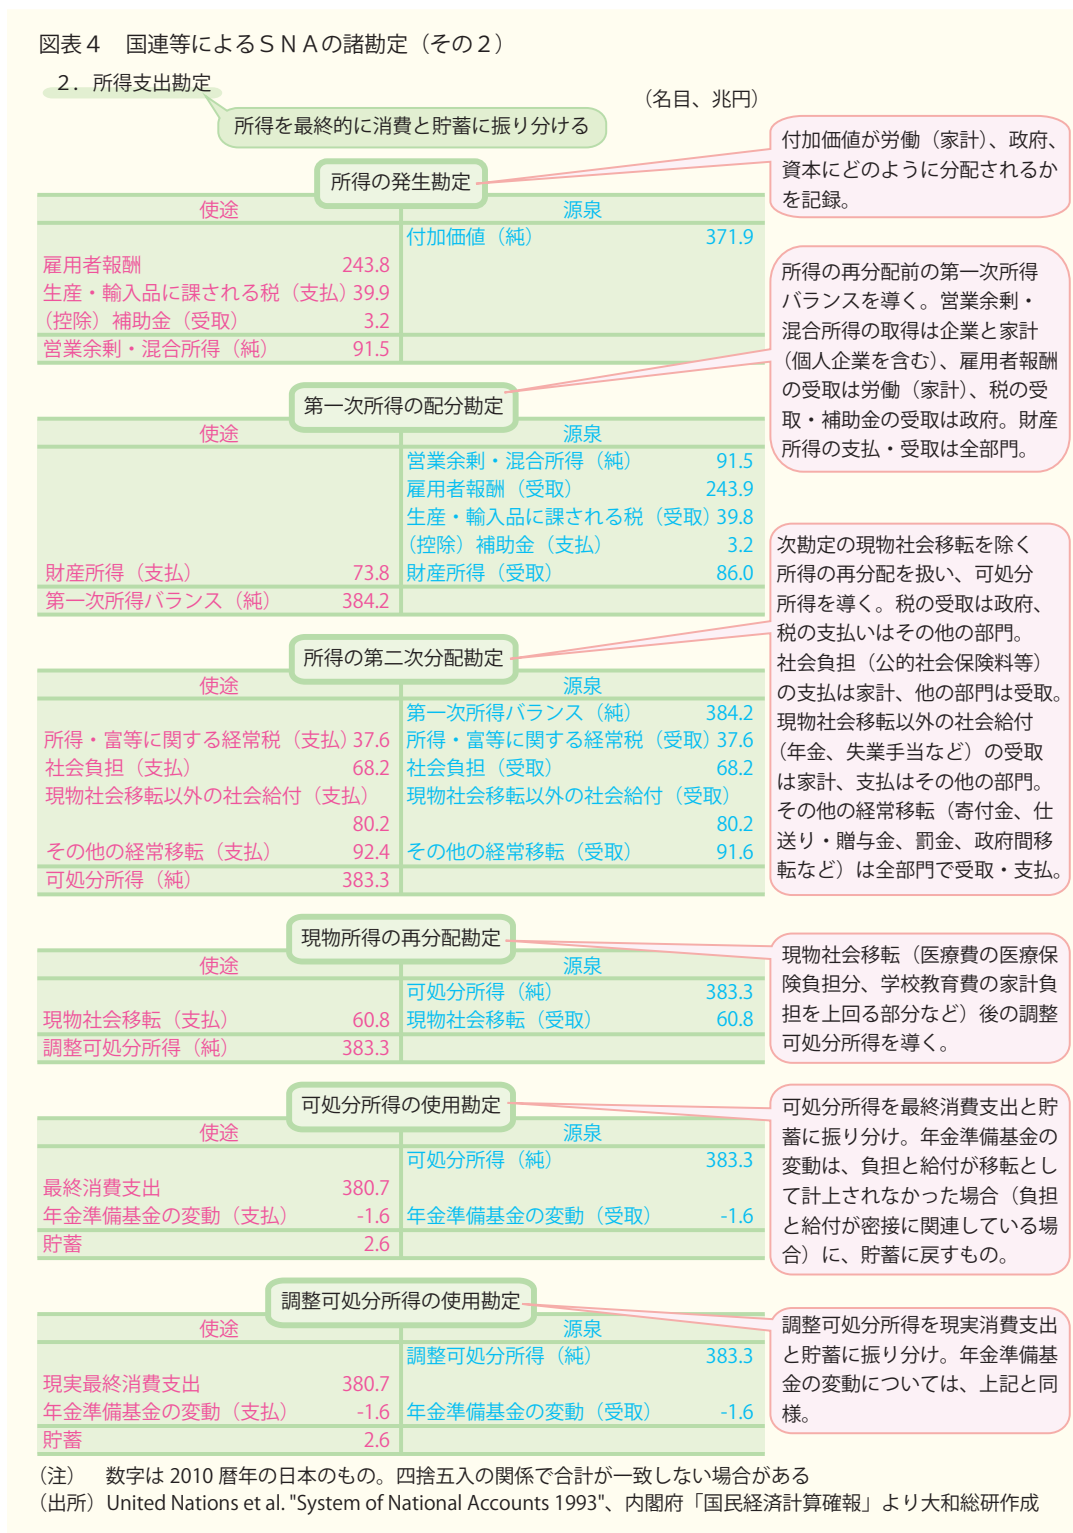 図表４　国連等によるＳＮＡの諸勘定（その２）
２．所得支出勘定
（名目、兆円）
所得を最終的に消費と貯蓄に振り分ける
所得の発生勘定
使途
源泉
付加価値（純） 371.9
雇用者報酬 243.8
生産・輸入品に課される税（支払） 39.9
（控除）補助金（受取） 3.2
営業余剰・混合所得（純） 91.5
付加価値が労働（家計）、政府、
資本にどのように分配されるか
を記録。
第一次所得の配分勘定
使途
源泉
営業余剰・混合所得（純） 91.5
雇用者報酬（受取） 243.9
生産・輸入品に課される税（受取） 39.8
（控除）補助金（支払） 3.2
財産所得（支払） 73.8
財産所得（受取） 86.0
第一次所得バランス（純） 384.2
所得の再分配前の第一次所得
バランスを導く。営業余剰・
混合所得の取得は企業と家計
（個人企業を含む）、雇用者報酬
の受取は労働（家計）、税の受
取・補助金の受取は政府。財産
所得の支払・受取は全部門。
所得の第二次分配勘定
使途
源泉
第一次所得バランス（純） 384.2
所得・富等に関する経常税（支払） 37.6
所得・富等に関する経常税（受取） 37.6
社会負担（支払） 68.2
社会負担（受取） 68.2
現物社会移転以外の社会給付（支払）
現物社会移転以外の社会給付（受取）
80.2
80.2
その他の経常移転（支払） 92.4
その他の経常移転（受取） 91.6
可処分所得（純） 383.3
次勘定の現物社会移転を除く
所得の再分配を扱い、可処分
所得を導く。税の受取は政府、
税の支払いはその他の部門。
社会負担（公的社会保険料等）
の支払は家計、他の部門は受取。
現物社会移転以外の社会給付
（年金、失業手当など）の受取
は家計、支払はその他の部門。
その他の経常移転（寄付金、仕
送り・贈与金、罰金、政府間移
転など）は全部門で受取・支払。
現物所得の再分配勘定
使途
源泉
可処分所得（純） 383.3
現物社会移転（支払） 60.8
現物社会移転（受取） 60.8
調整可処分所得（純） 383.3
現物社会移転（医療費の医療保
険負担分、学校教育費の家計負
担を上回る部分など）後の調整
可処分所得を導く。
可処分所得の使用勘定
使途
源泉
可処分所得（純） 383.3
最終消費支出 380.7
年金準備基金の変動（支払） -1.6
年金準備基金の変動（受取） -1.6
貯蓄 2.6
可処分所得を最終消費支出と貯
蓄に振り分け。年金準備基金の
変動は、負担と給付が移転とし
て計上されなかった場合（負担
と給付が密接に関連している場
合）に、貯蓄に戻すもの。
調整可処分所得の使用勘定
使途
源泉
調整可処分所得（純） 383.3
現実最終消費支出 380.7
年金準備基金の変動（支払） -1.6
年金準備基金の変動（受取） -1.6
貯蓄 2.6
調整可処分所得を現実消費支出
と貯蓄に振り分け。年金準備基
金の変動については、上記と同
様。
（注）　数字は 2010 暦年の日本のもの。四捨五入の関係で合計が一致しない場合がある
（出所）United Nations et al. "System of National Accounts 1993"、内閣府「国民経済計算確報」より大和総研作成